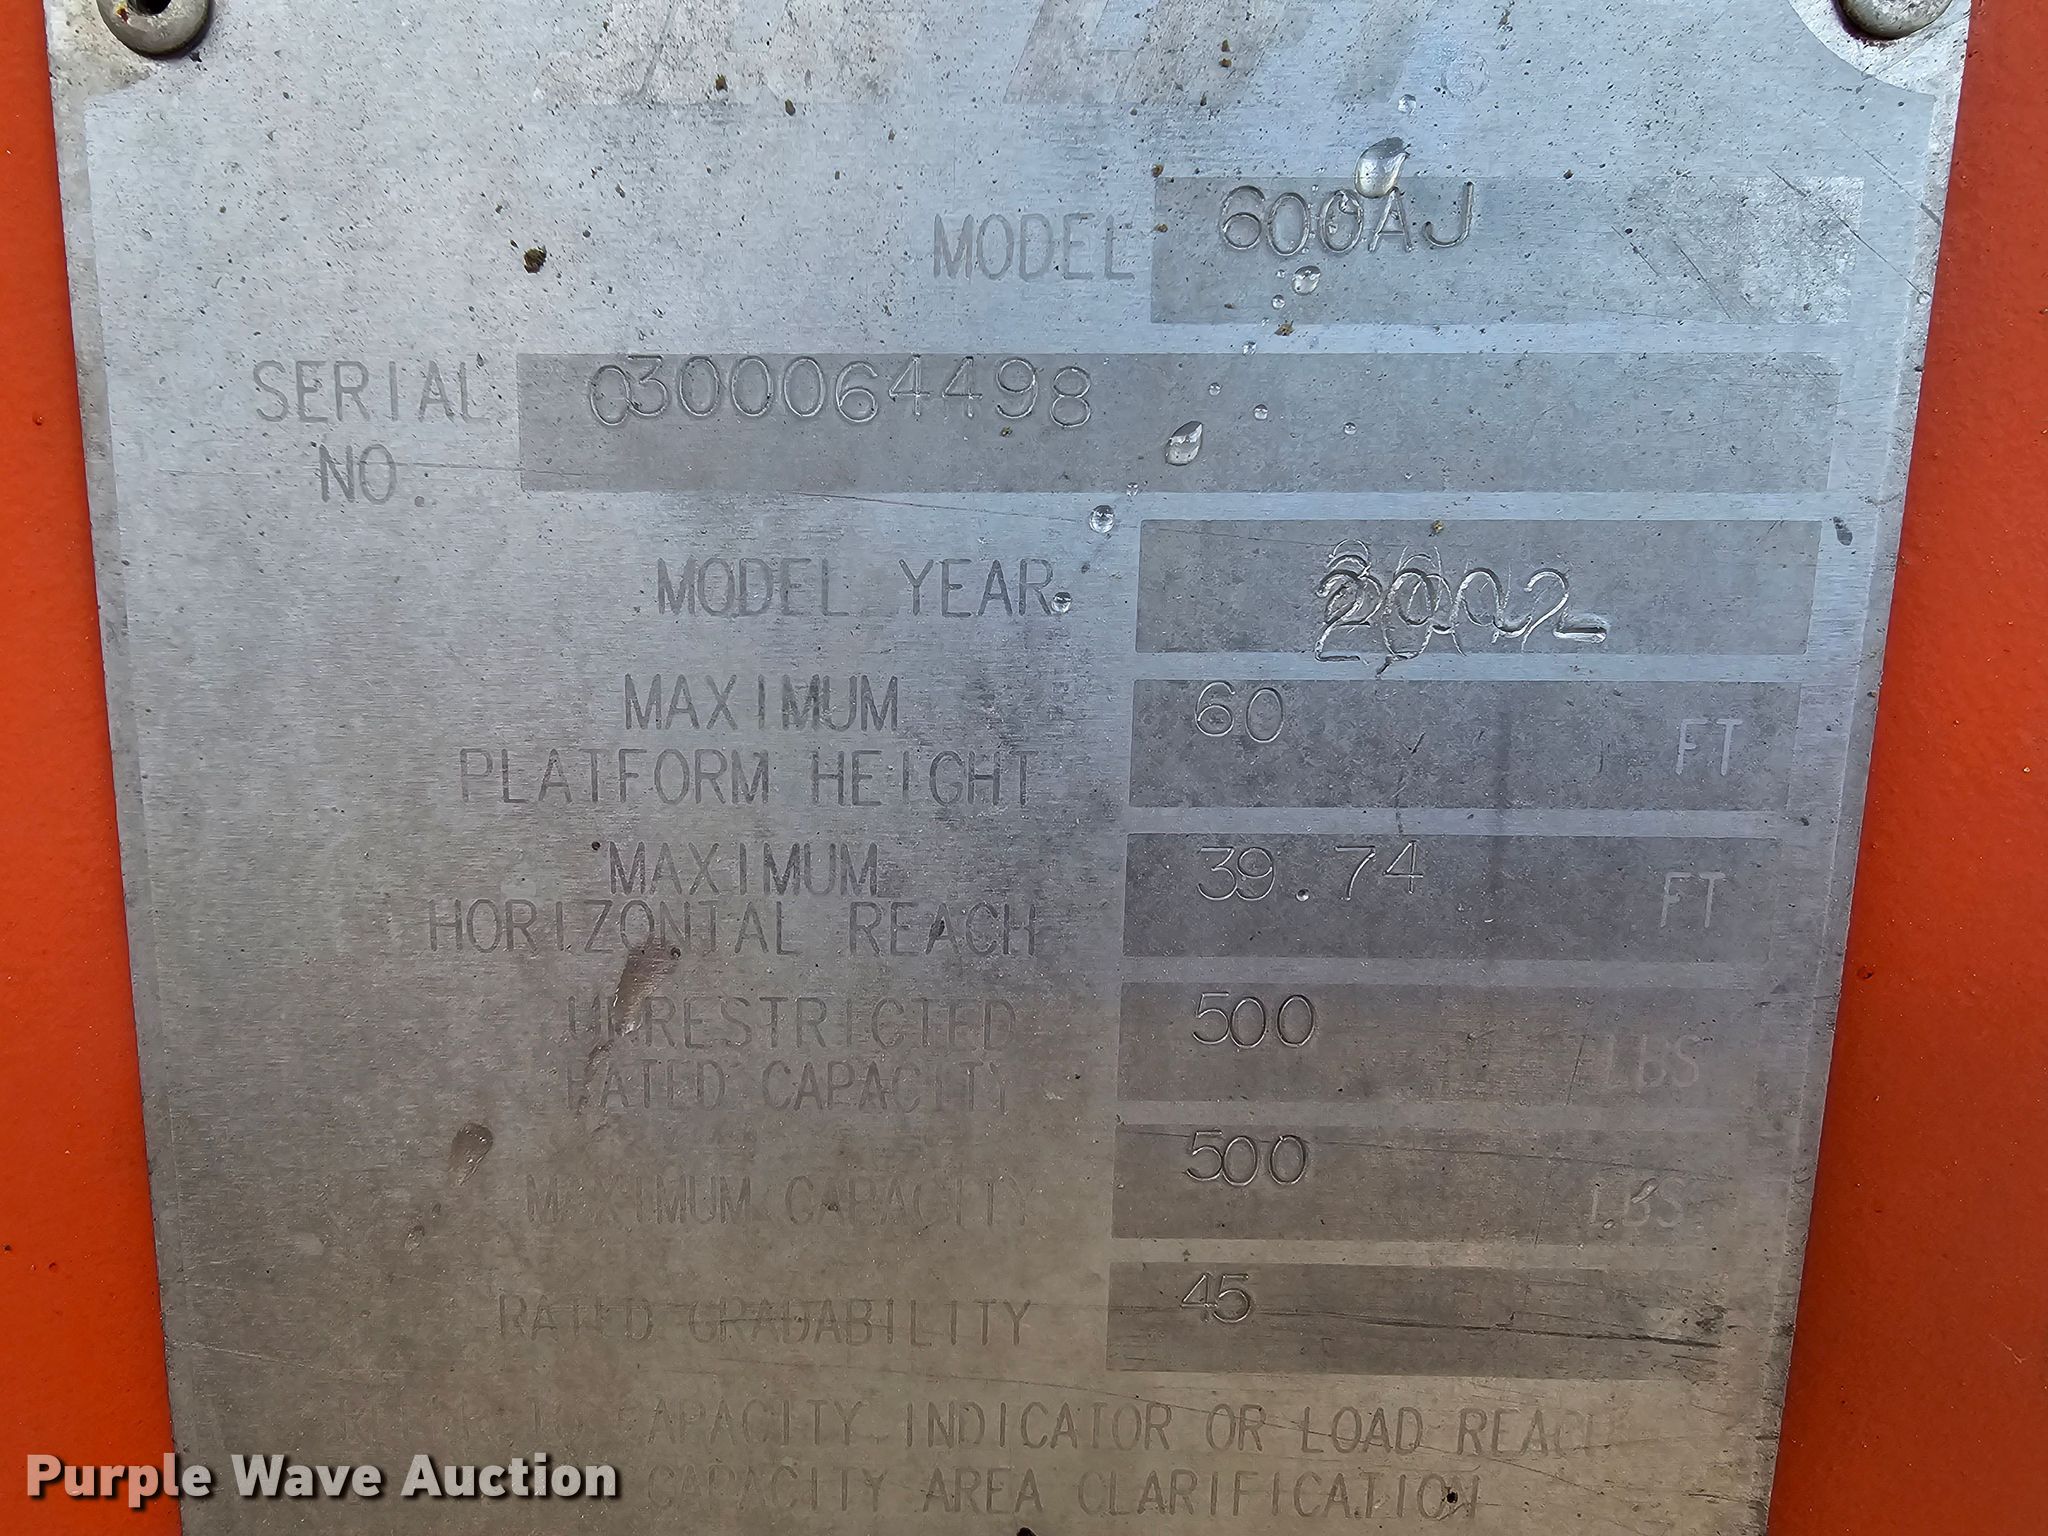 MODEL 600AJ
SERIAL NO. 0300064498
MODEL YEAR 2002
MAXIMUM PLATFORM HEIGHT 60 FT
MAXIMUM HORIZONTAL REACH 39.74 FT
UNRESTRICTED RATED CAPACITY 500 LBS
MAXIMUM CAPACITY 500 LBS.
RATED GRADABILITY 45
REFER TO CAPACITY INDICATOR OR LOAD
CAPACITY AREA CLARIFICATION
Purple Wave Auction